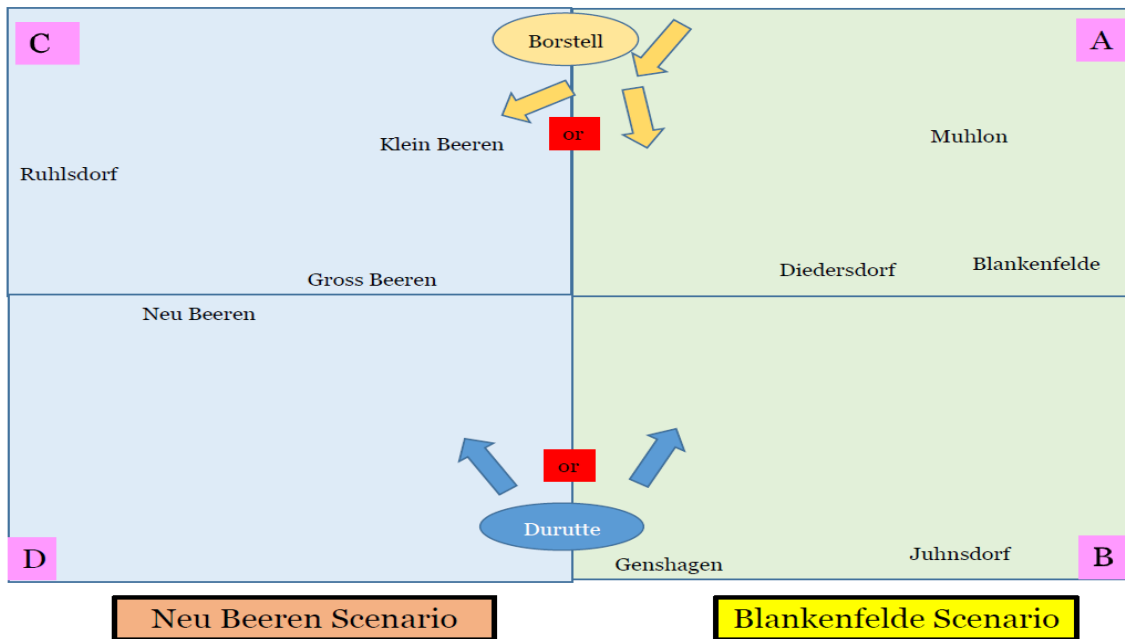 C
Borstell
A
or
Klein Beeren
Muhlon
Ruhlsdorf
Gross Beeren
Diedersdorf
Blankenfelde
Neu Beeren
or
Durutte
D
Genshagen
Juhnsdorf
B
Neu Beeren Scenario
Blankenfelde Scenario